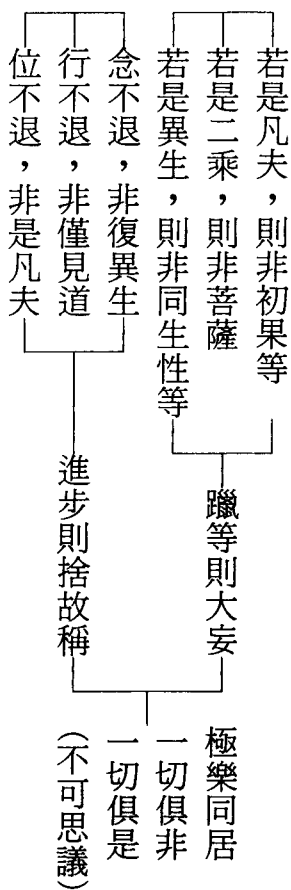 若是凡夫，則非初果等
若是二乘，則非菩薩
若是異生，則非同生性等
念不退，非復異生
行不退，非僅見道
位不退，非是凡夫
躐等則大妄
進步則捨故稱
極樂同居
一切俱非
一切俱是
（不可思議）